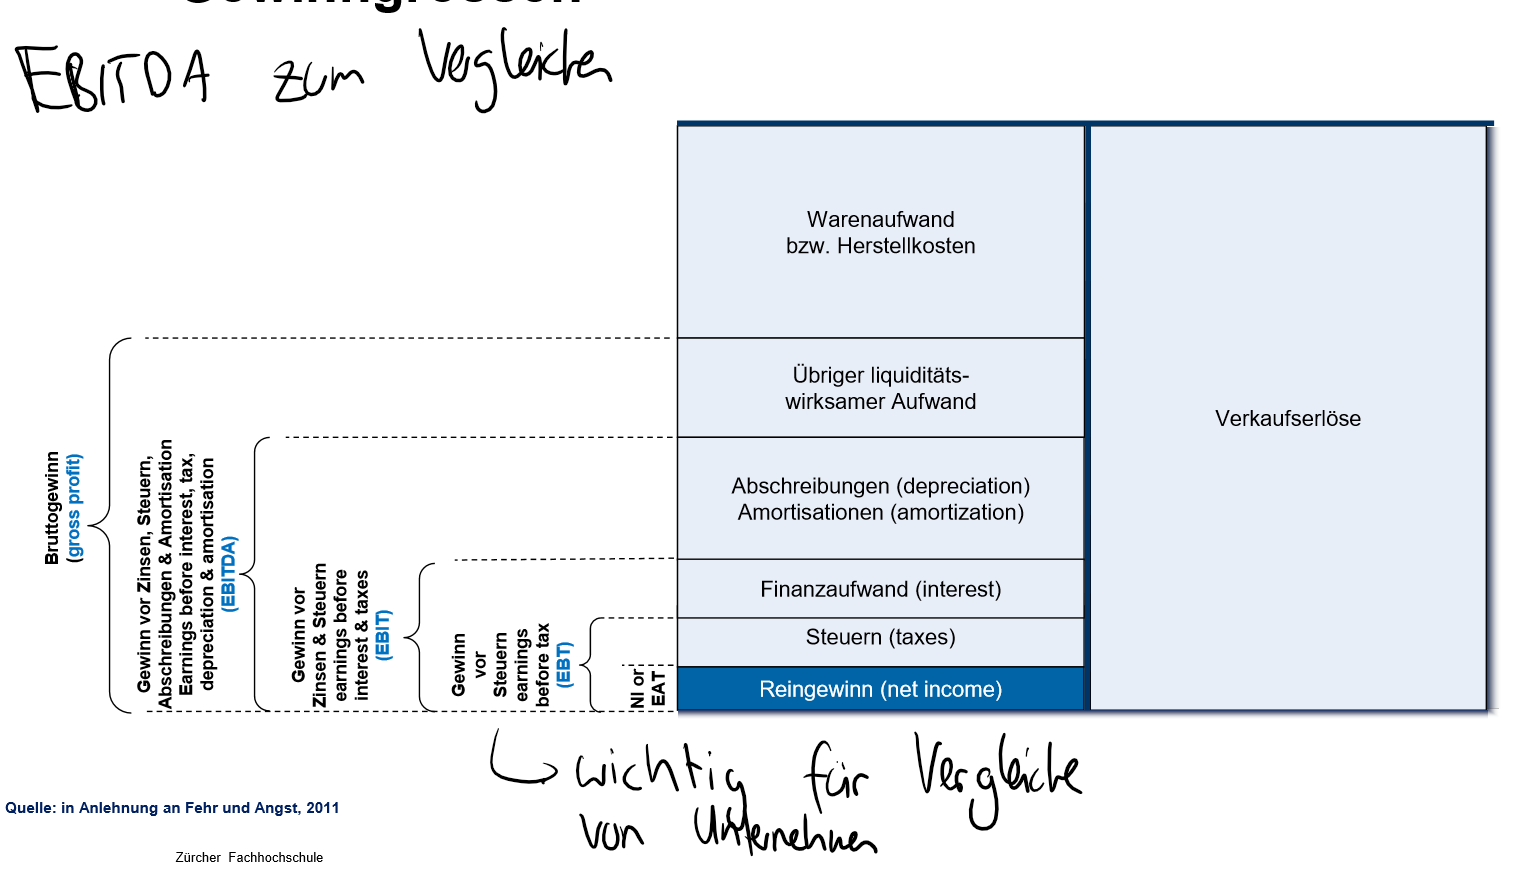 Gewinngrössen
EBITDA zum Vergleichen
Warenaufwand
bzw. Herstellkosten
Übriger liquiditäts-
wirksamer Aufwand
Abschreibungen (depreciation)
Amortisationen (amortization)
Finanzaufwand (interest)
Steuern (taxes)
Reingewinn (net income)
Verkaufserlöse
Bruttogewinn
(gross profit)
Gewinn vor Zinsen, Steuern,
Abschreibungen & Amortisation
Earnings before interest, tax,
depreciation & amortisation
(EBITDA)
Gewinn vor
Zinsen & Steuern
earnings before
interest & taxes
(EBIT)
Gewinn
vor
Steuern
earnings
before tax
(EBT)
NI or
EAT
wichtig für Vergleiche
von Unternehmen
Quelle: in Anlehnung an Fehr und Angst, 2011
Zürcher Fachhochschule